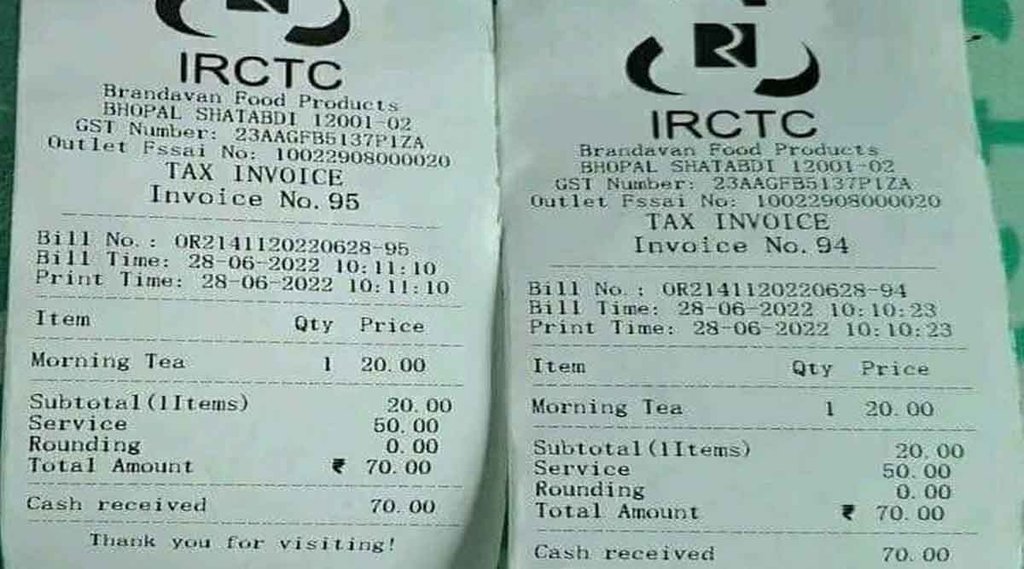 IRCTC
Brandavan Food Products
BHOPAL SHATABDI 12001-02
GST Number: 23AAGFB5137P1ZA
Outlet Fssai No: 10022908000020
TAX INVOICE
Invoice No. 95
Bill No.: OR2141120220628-95
Bill Time: 28-06-2022 10:11:10
Print Time: 28-06-2022 10:11:10
Item Qty Price
Morning Tea 1 20.00
Subtotal(1Items) 20.00
Service 50.00
Rounding 0.00
Total Amount ₹ 70.00
Cash received 70.00
Thank you for visiting!
IRCTC
Brandavan Food Products
BHOPAL SHATABDI 12001-02
GST Number: 23AAGFB5137P1ZA
Outlet Fssai No: 10022908000020
TAX INVOICE
Invoice No. 94
Bill No.: OR2141120220628-94
Bill Time: 28-06-2022 10:10:23
Print Time: 28-06-2022 10:10:23
Item Qty Price
Morning Tea 1 20.00
Subtotal(1Items) 20.00
Service 50.00
Rounding 0.00
Total Amount ₹ 70.00
Cash received 70.00